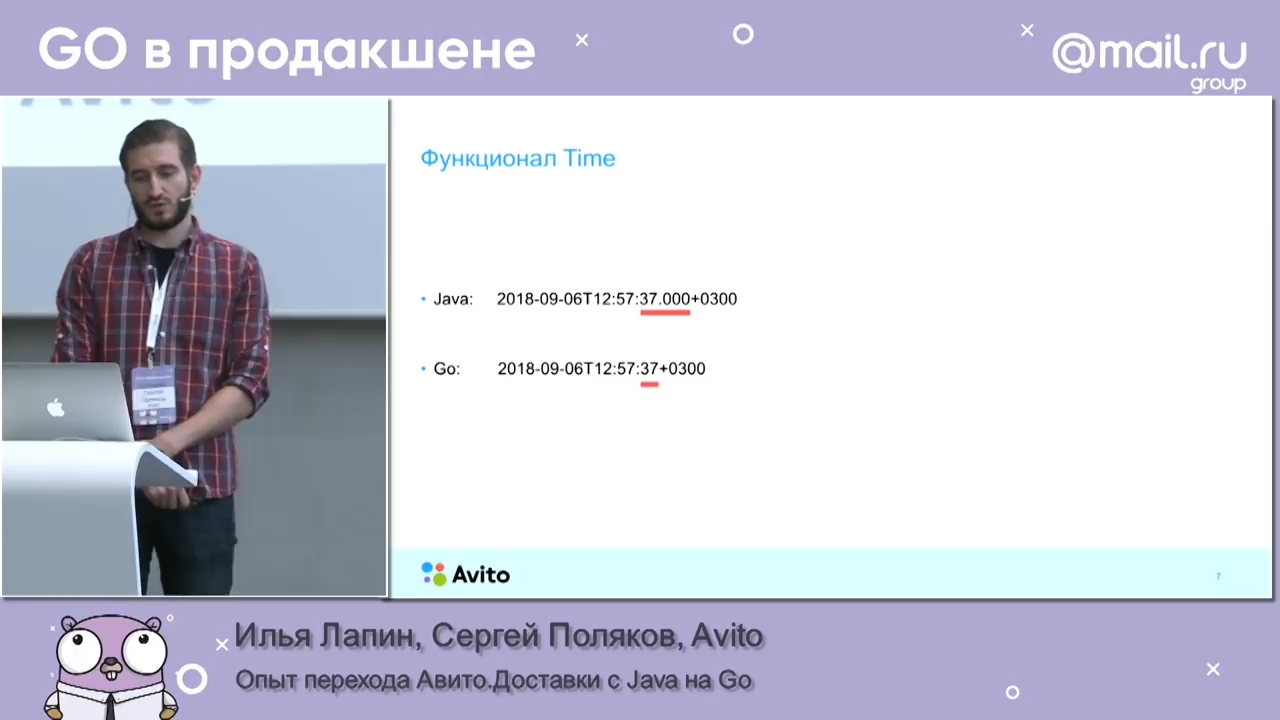 GO в продакшене
@mail.ru
group
Avito
Функционал Time
• Java: 2018-09-06T12:57:37.000+0300
• Go: 2018-09-06T12:57:37+0300
Avito
7
Илья Лапин, Сергей Поляков, Avito
Опыт перехода Авито.Доставки с Java на Go